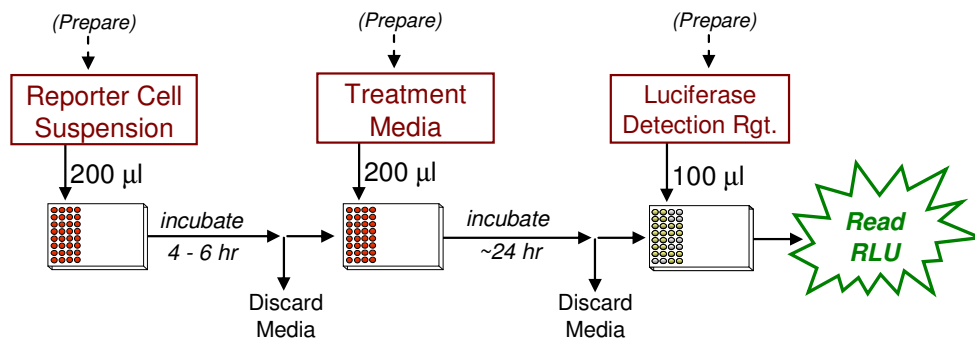 (Prepare)
(Prepare)
(Prepare)
Reporter Cell
Suspension
Treatment
Media
Luciferase
Detection Rgt.
200 µl
200 µl
100 µl
incubate
4 - 6 hr
incubate
~24 hr
Read
RLU
Discard
Media
Discard
Media